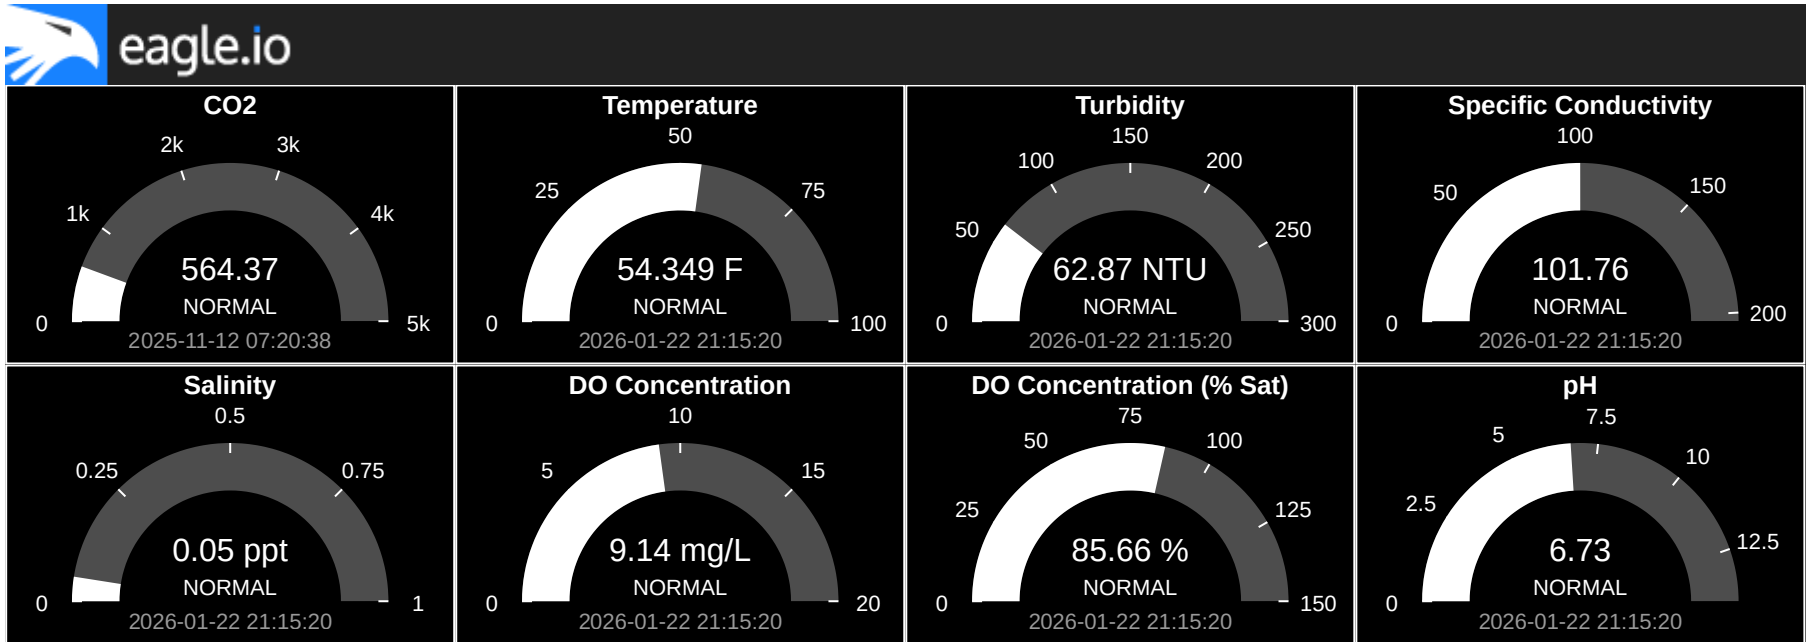 eagle.io
CO2
2k
3k
1k
4k
0
5k
564.37
NORMAL
2025-11-12 07:20:38
Temperature
50
25
75
0
100
54.349 F
NORMAL
2026-01-22 21:15:20
Turbidity
150
100
200
50
250
0
300
62.87 NTU
NORMAL
2026-01-22 21:15:20
Specific Conductivity
100
50
150
0
200
101.76
NORMAL
2026-01-22 21:15:20
Salinity
0.5
0.25
0.75
0
1
0.05 ppt
NORMAL
2026-01-22 21:15:20
DO Concentration
10
5
15
0
20
9.14 mg/L
NORMAL
2026-01-22 21:15:20
DO Concentration (% Sat)
75
50
100
25
125
0
150
85.66 %
NORMAL
2026-01-22 21:15:20
pH
7.5
5
10
2.5
12.5
0
6.73
NORMAL
2026-01-22 21:15:20